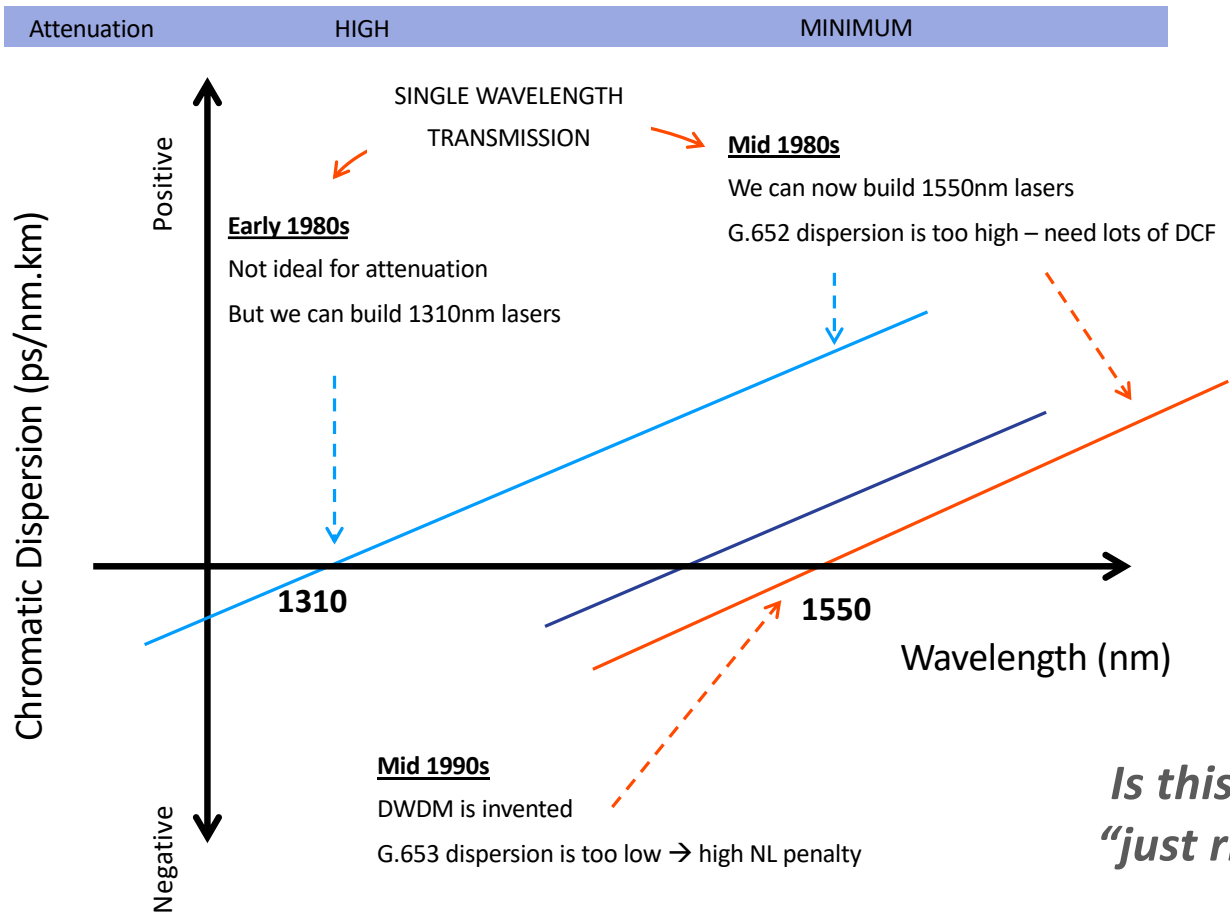 Attenuation HIGH MINIMUM
SINGLE WAVELENGTH
TRANSMISSION
Mid 1980s
We can now build 1550nm lasers
G.652 dispersion is too high – need lots of DCF
Early 1980s
Not ideal for attenuation
But we can build 1310nm lasers
Positive
Chromatic Dispersion (ps/nm.km)
Negative
1310
1550
Wavelength (nm)
Mid 1990s
DWDM is invented
G.653 dispersion is too low → high NL penalty
Is this
“just